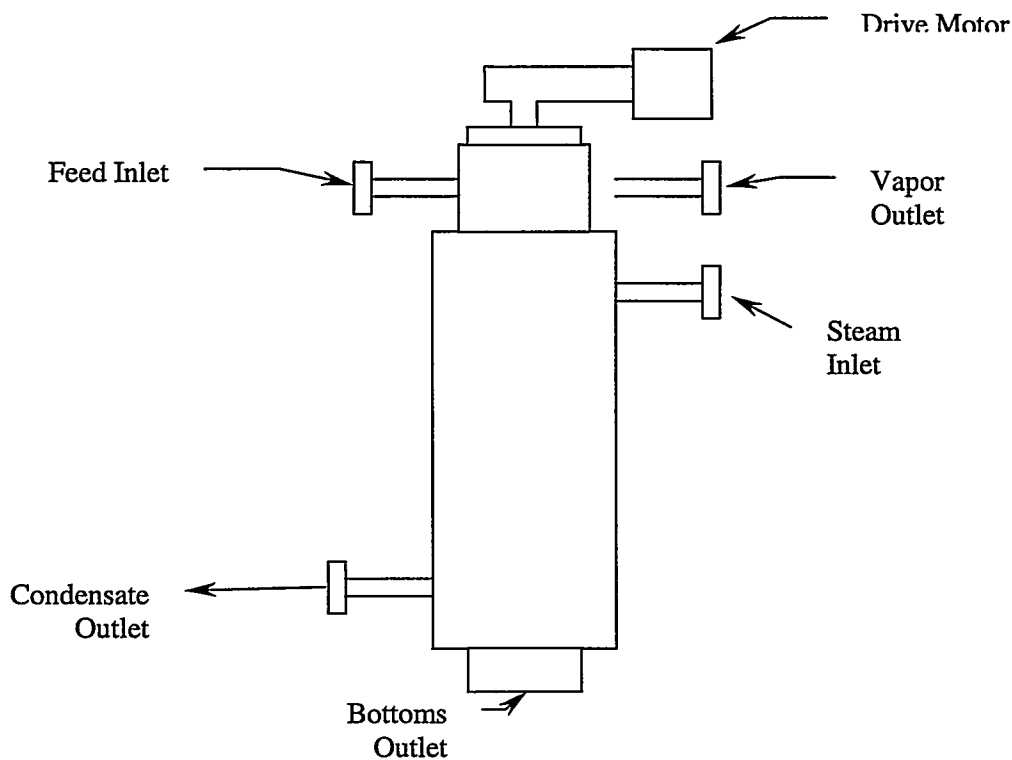 Drive Motor
Feed Inlet
Vapor
Outlet
Steam
Inlet
Condensate
Outlet
Bottoms
Outlet